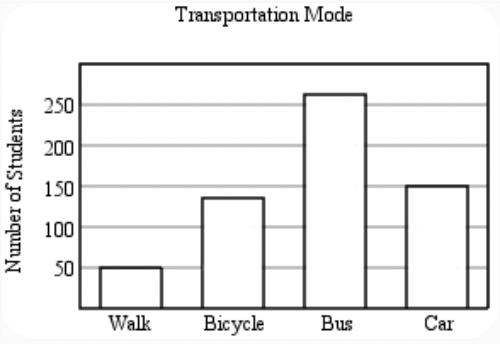 Transportation Mode
Number of Students
250
200
150
100
50
Walk Bicycle Bus Car